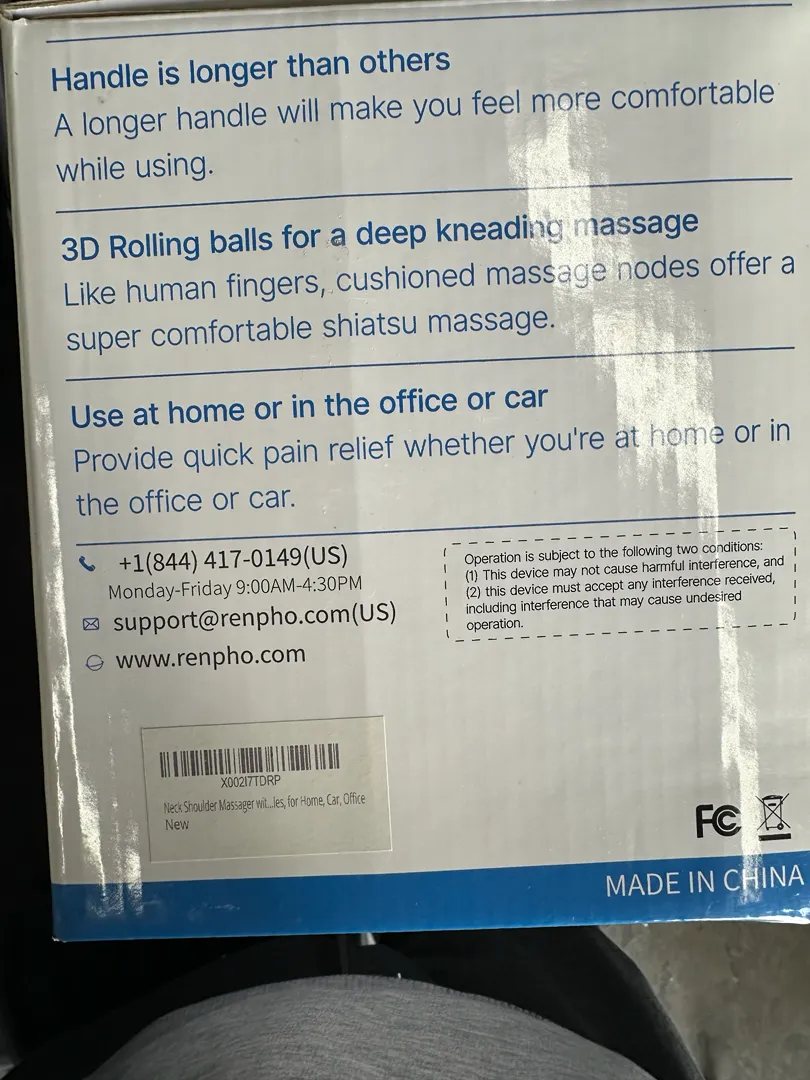 Handle is longer than others
A longer handle will make you feel more comfortable
while using.
3D Rolling balls for a deep kneading massage
Like human fingers, cushioned massage nodes offer a
super comfortable shiatsu massage.
Use at home or in the office or car
Provide quick pain relief whether you're at home or in
the office or car.
+1(844) 417-0149(US)
Monday-Friday 9:00AM-4:30PM
support@renpho.com(US)
www.renpho.com
Operation is subject to the following two conditions:
(1) This device may not cause harmful interference, and
(2) this device must accept any interference received,
including interference that may cause undesired
operation.
X002I7TDRP
Neck Shoulder Massager wit...les, for Home, Car, Office
New
FC
MADE IN CHINA